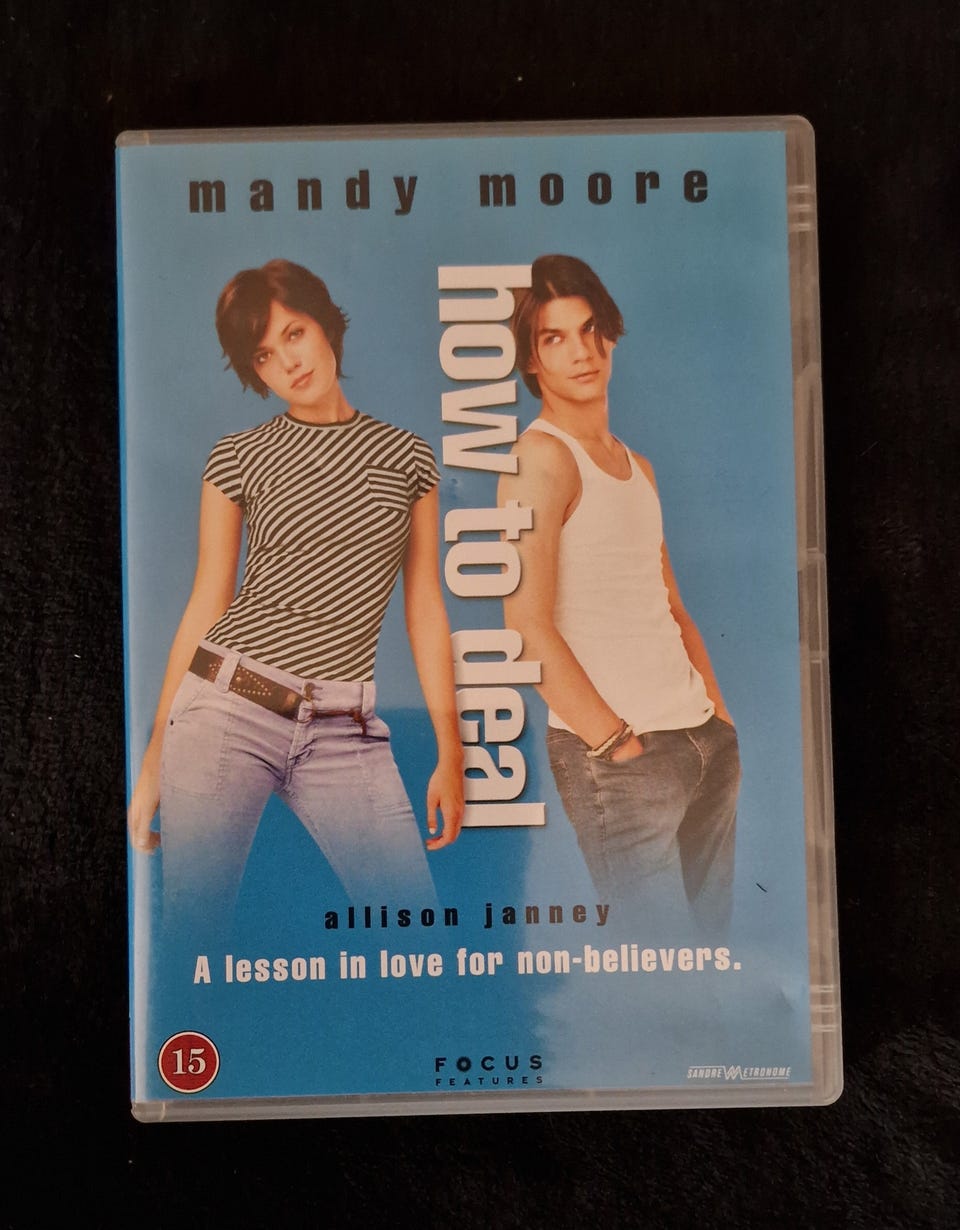 mandy moore
how to deal
allison janney
A lesson in love for non-believers.
15
FOCUS
FEATURES
SANDREW METRONOME